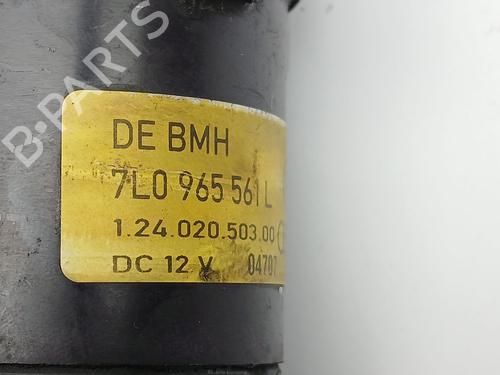 B-PARTS
DE BMH
7L0 965 561 L
1.24.020.503.00
DC 12 V 04707